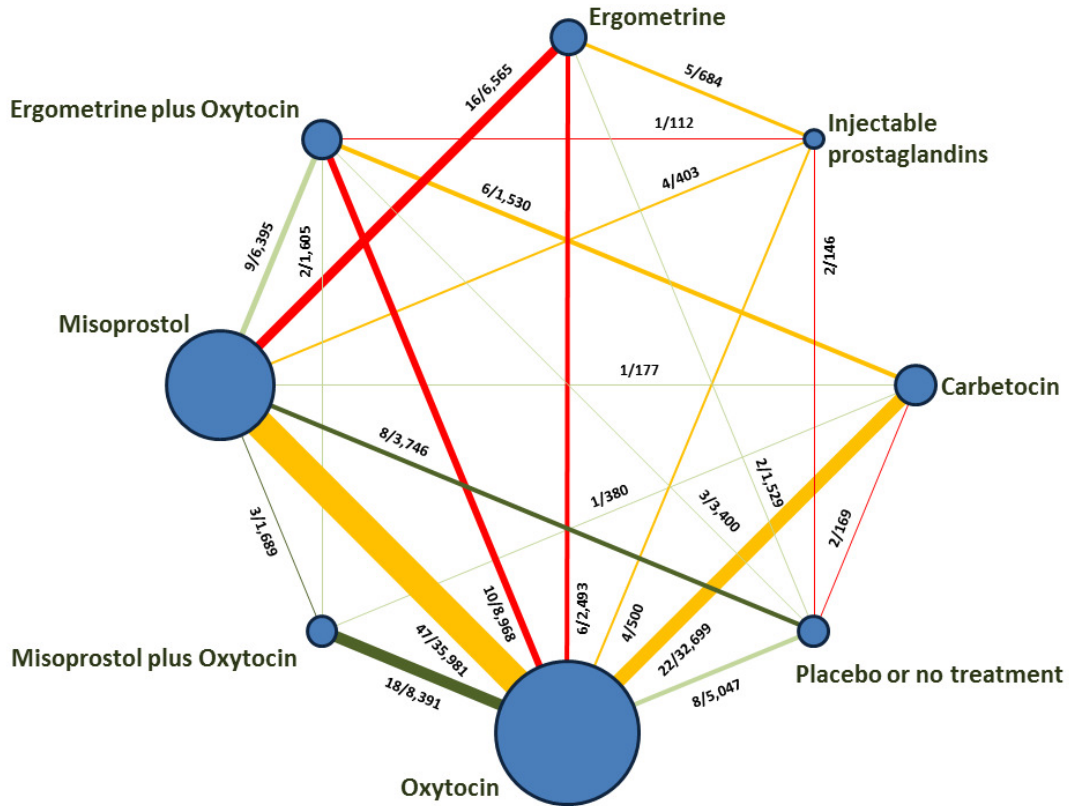 Ergometrine
16/6,565
5/684
Ergometrine plus Oxytocin
1/112
Injectable
prostaglandins
4/403
6/1,530
9/6,395
2/1,605
2/146
Misoprostol
1/177
Carbetocin
8/3,746
2/1,529
3/3,400
1/380
2/169
3/1,689
10/8,968
6/2,493
4/500
47/35,981
22/32,699
Misoprostol plus Oxytocin
18/8,391
8/5,047
Placebo or no treatment
Oxytocin